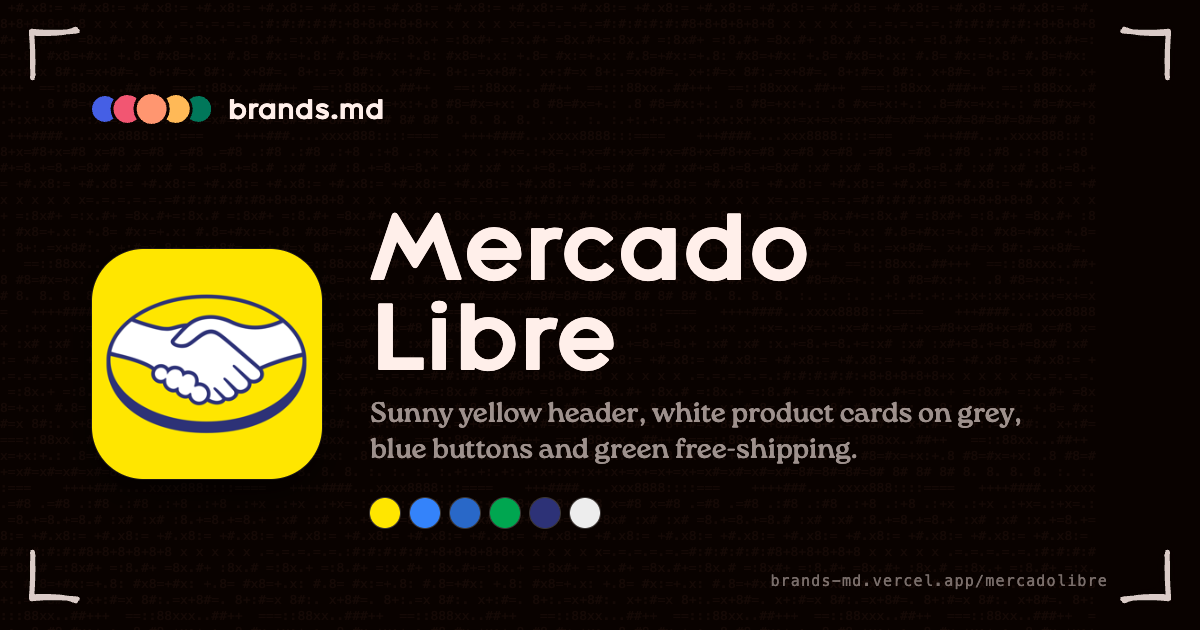 brands.md
Mercado
Libre
Sunny yellow header, white product cards on grey,
blue buttons and green free-shipping.
brands-md.vercel.app/mercadolibre